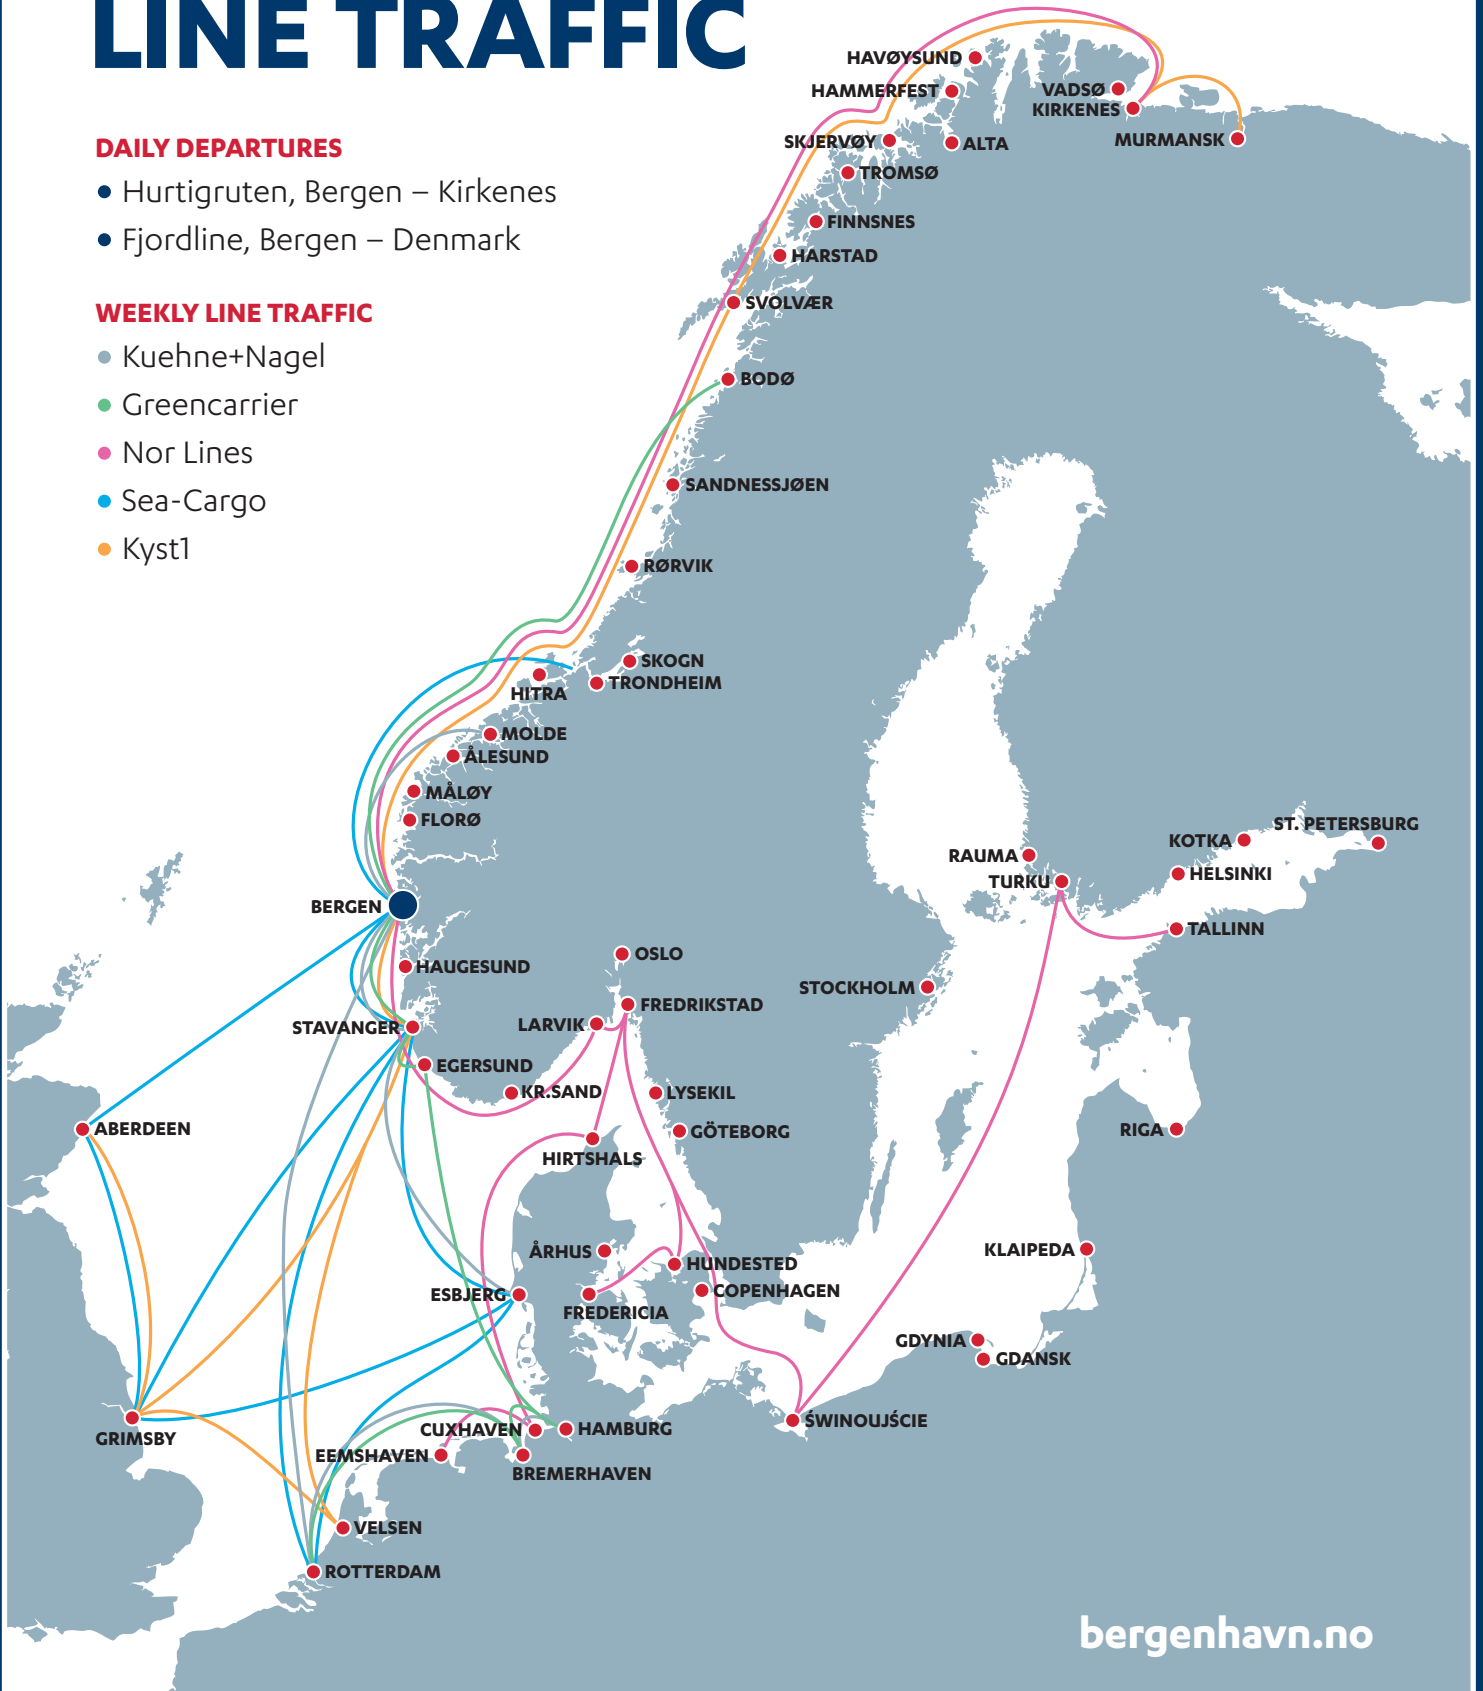 LINE TRAFFIC
DAILY DEPARTURES
• Hurtigruten, Bergen – Kirkenes
• Fjordline, Bergen – Denmark
WEEKLY LINE TRAFFIC
• Kuehne+Nagel
• Greencarrier
• Nor Lines
• Sea-Cargo
• Kyst1
HAVØYSUND
HAMMERFEST
VADSØ
KIRKENES
MURMANSK
SKJERVØY
ALTA
TROMSØ
FINNSNES
HARSTAD
SVOLVÆR
BODØ
SANDNESSJØEN
RØRVIK
SKOGN
TRONDHEIM
HITRA
MOLDE
ÅLESUND
MÅLØY
FLORØ
ST. PETERSBURG
KOTKA
RAUMA
HELSINKI
TURKU
BERGEN
TALLINN
OSLO
HAUGESUND
STOCKHOLM
FREDRIKSTAD
LARVIK
STAVANGER
EGERSUND
KR.SAND
LYSEKIL
ABERDEEN
GÖTEBORG
RIGA
HIRTSHALS
ÅRHUS
KLAIPEDA
HUNDESTED
COPENHAGEN
ESBJERG
FREDERICIA
GDYNIA
GDANSK
ŚWINOUJŚCIE
CUXHAVEN
HAMBURG
GRIMSBY
EEMSHAVEN
BREMERHAVEN
VELSEN
ROTTERDAM
bergenhavn.no